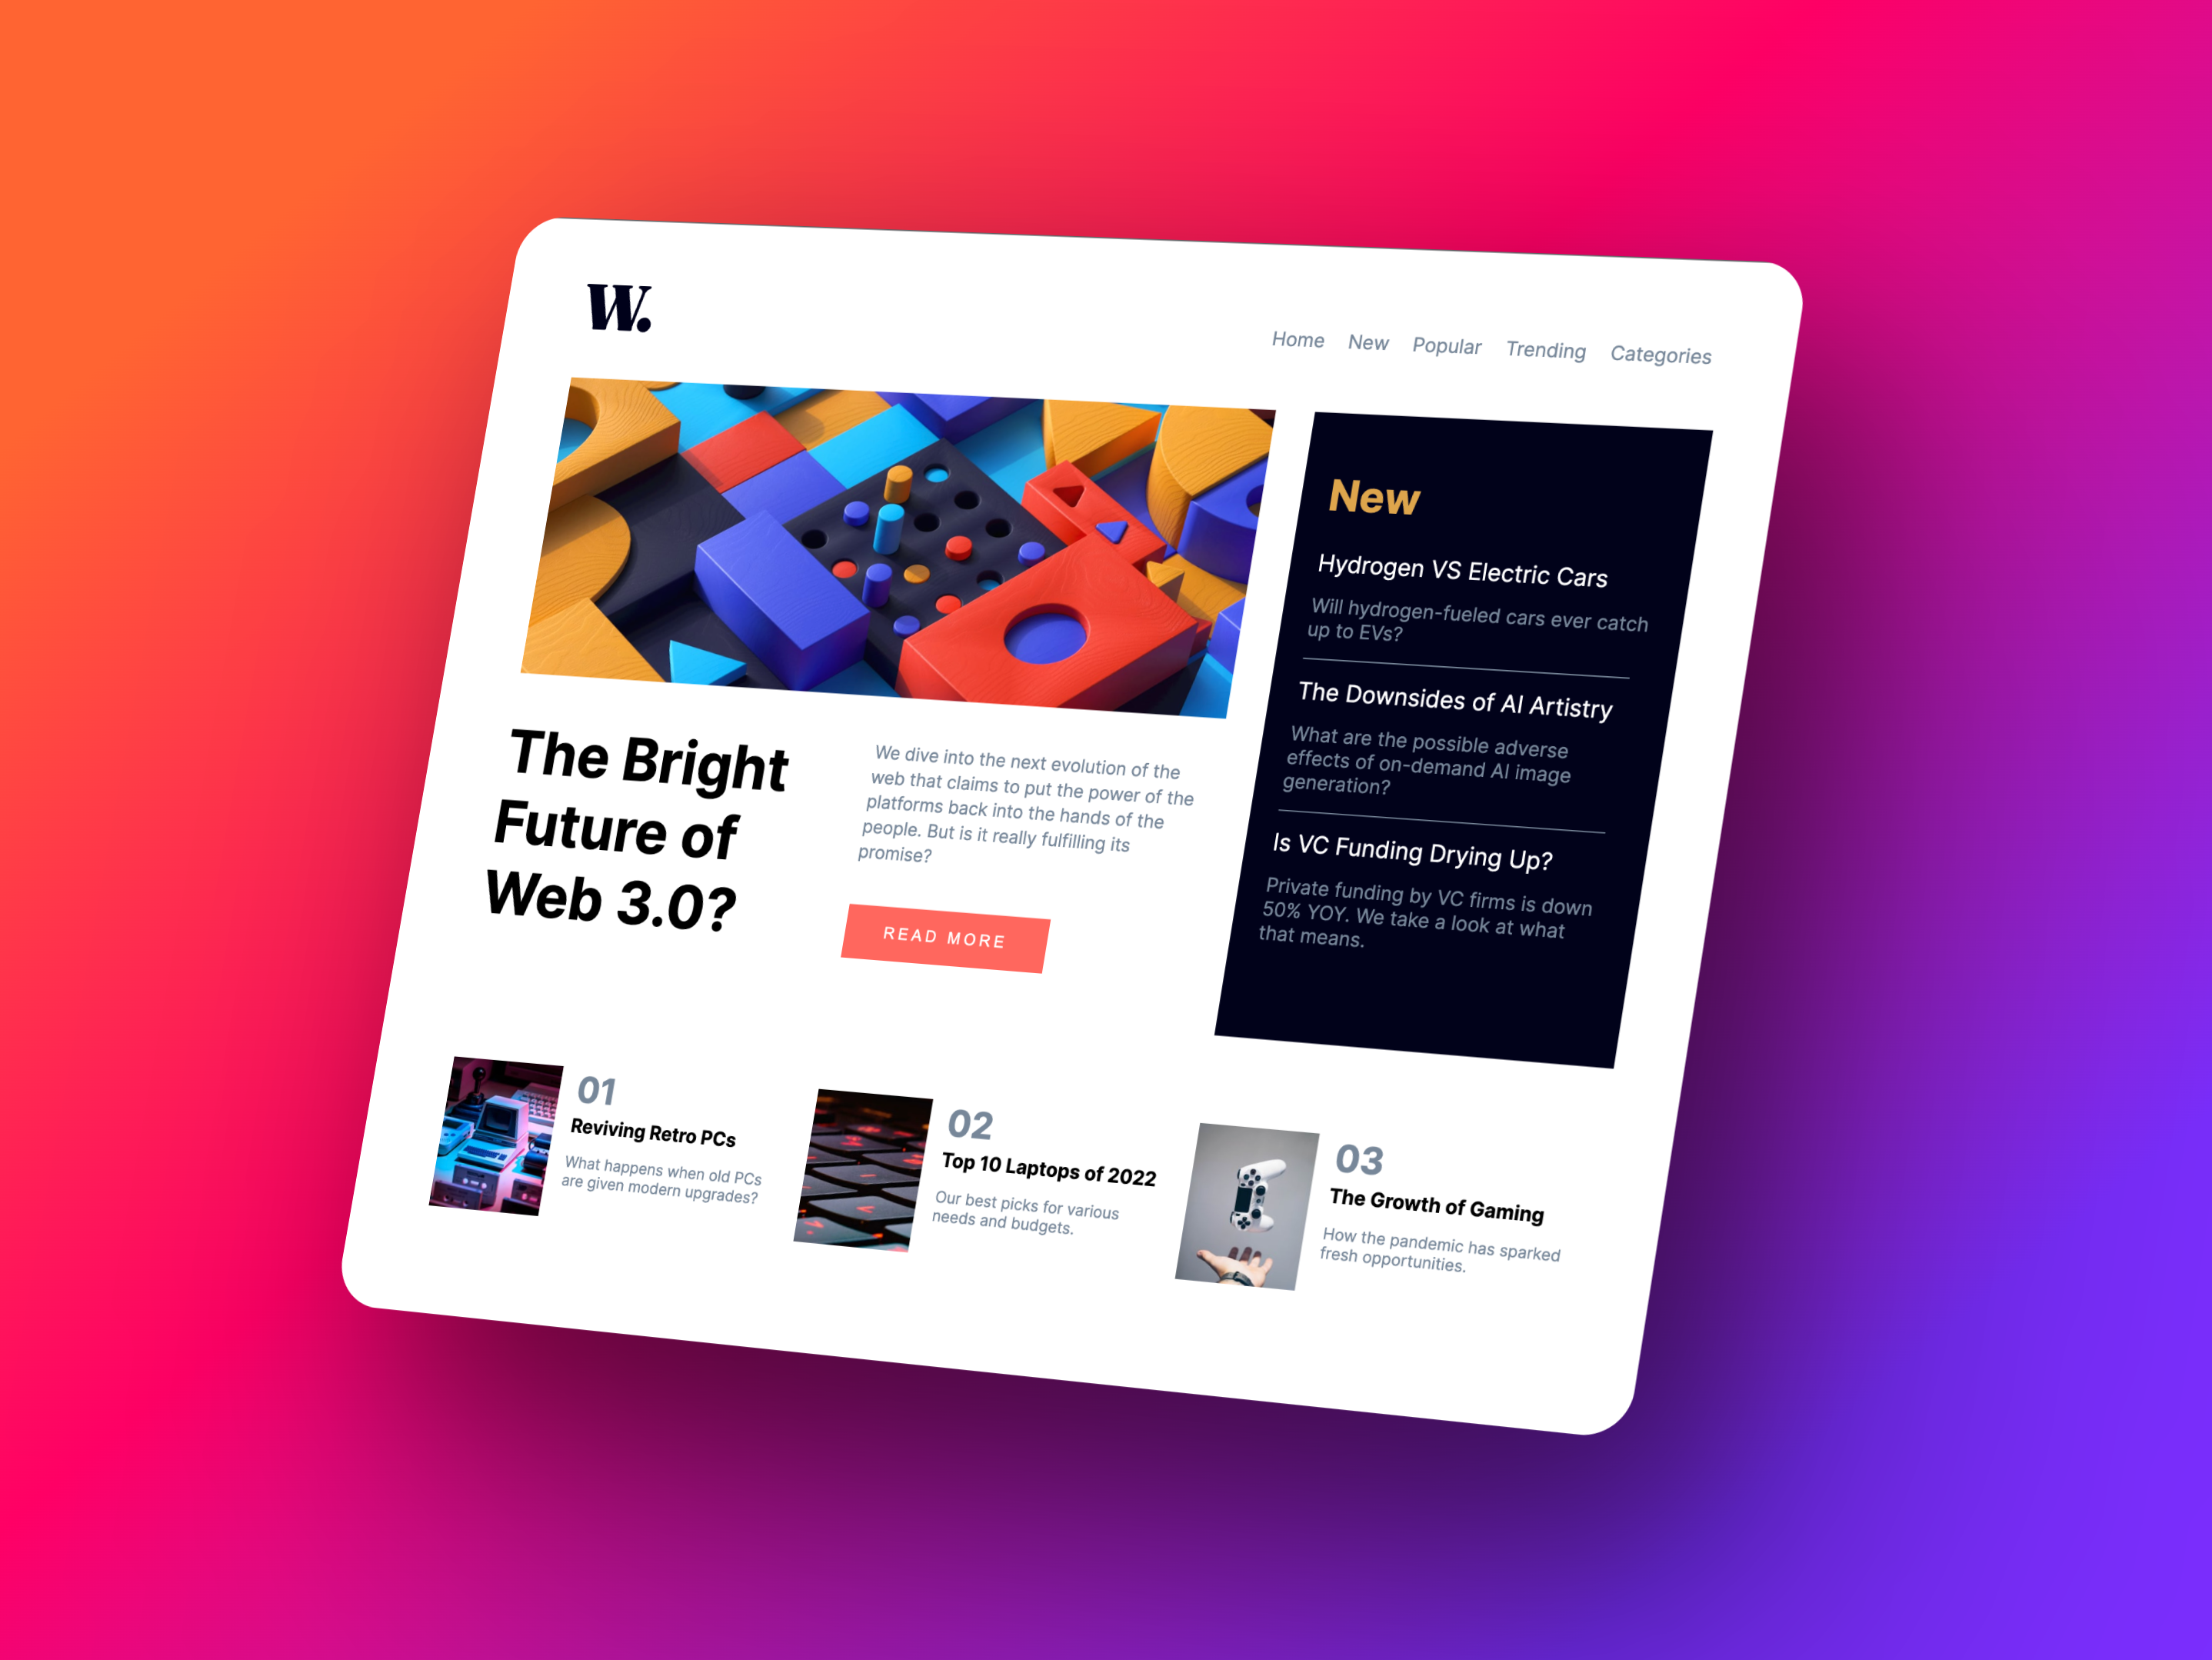 W.
Home New Popular Trending Categories
The Bright
Future of
Web 3.0?
We dive into the next evolution of the
web that claims to put the power of the
platforms back into the hands of the
people. But is it really fulfilling its
promise?
READ MORE
New
Hydrogen VS Electric Cars
Will hydrogen-fueled cars ever catch
up to EVs?
The Downsides of AI Artistry
What are the possible adverse
effects of on-demand AI image
generation?
Is VC Funding Drying Up?
Private funding by VC firms is down
50% YOY. We take a look at what
that means.
01
Reviving Retro PCs
What happens when old PCs
are given modern upgrades?
02
Top 10 Laptops of 2022
Our best picks for various
needs and budgets.
03
The Growth of Gaming
How the pandemic has sparked
fresh opportunities.